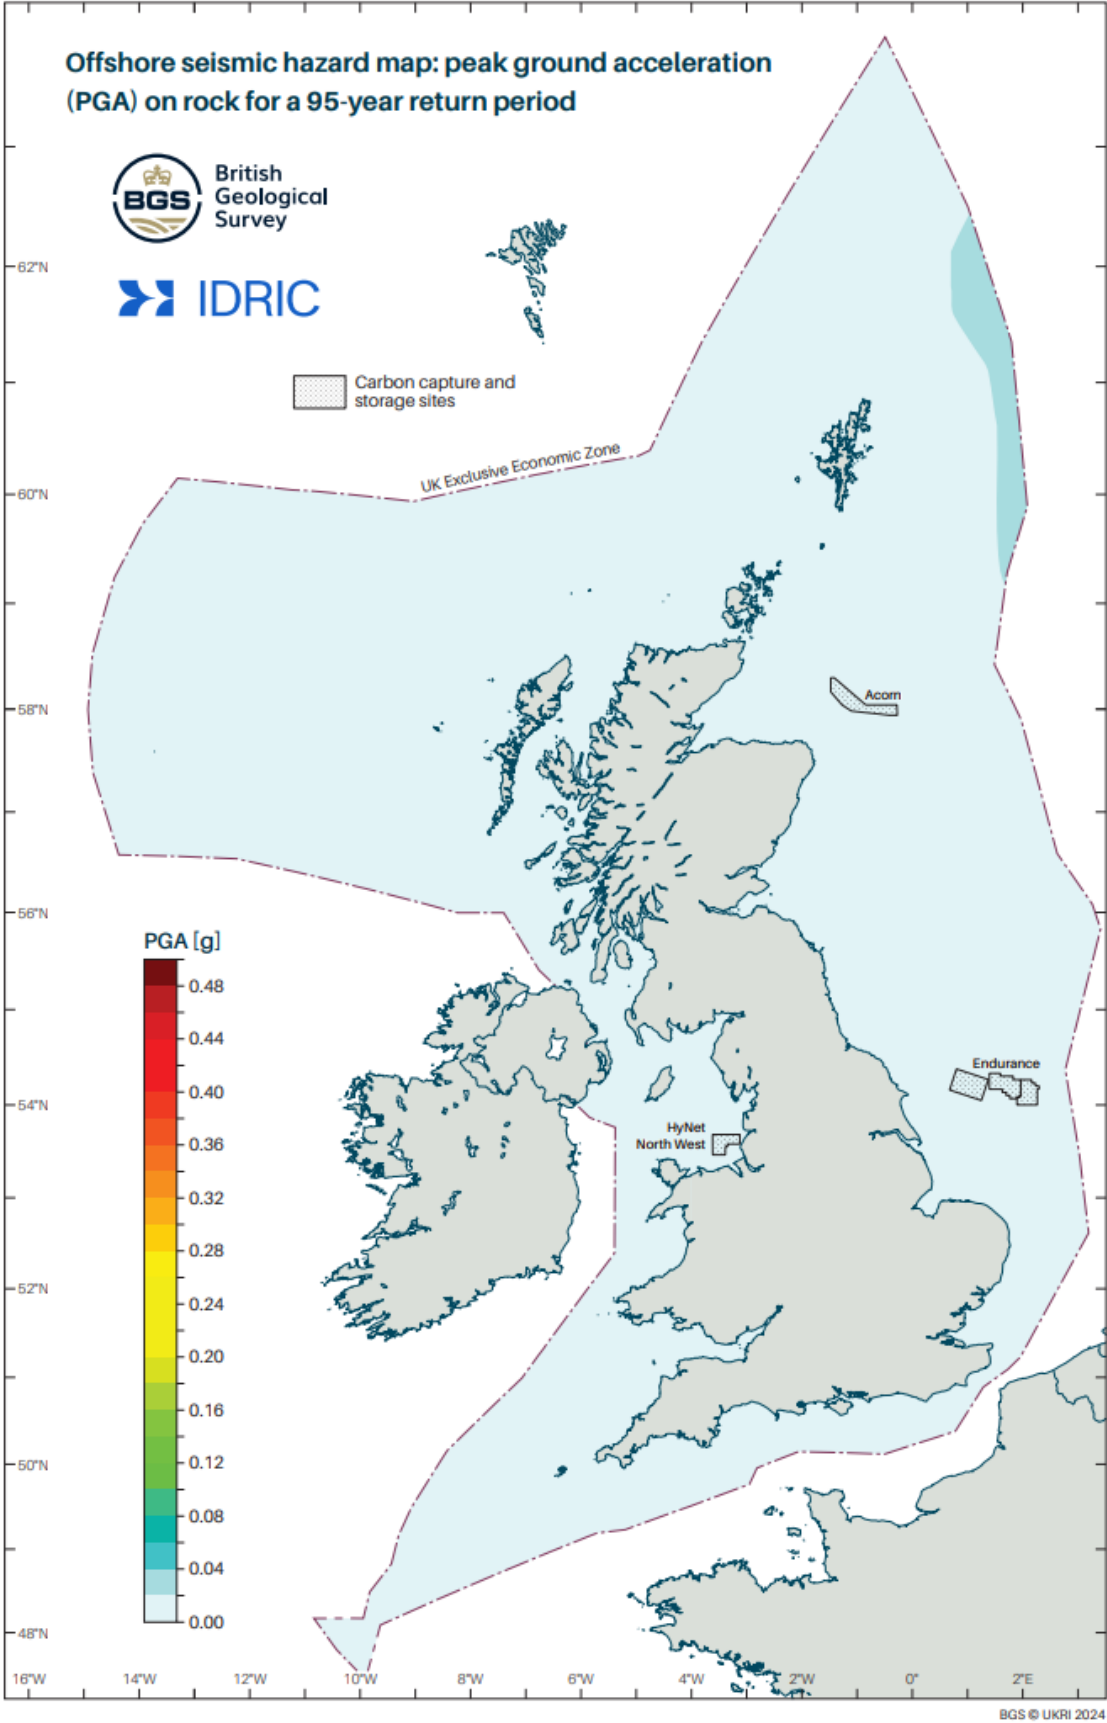 Offshore seismic hazard map: peak ground acceleration
(PGA) on rock for a 95-year return period
BGS
British
Geological
Survey
IDRIC
Carbon capture and
storage sites
UK Exclusive Economic Zone
62°N
60°N
58°N
56°N
54°N
52°N
50°N
48°N
Acorn
Endurance
HyNet
North West
PGA [g]
0.48
0.44
0.40
0.36
0.32
0.28
0.24
0.20
0.16
0.12
0.08
0.04
0.00
16°W
14°W
12°W
10°W
8°W
6°W
4°W
2°W
0°
2°E
BGS © UKRI 2024